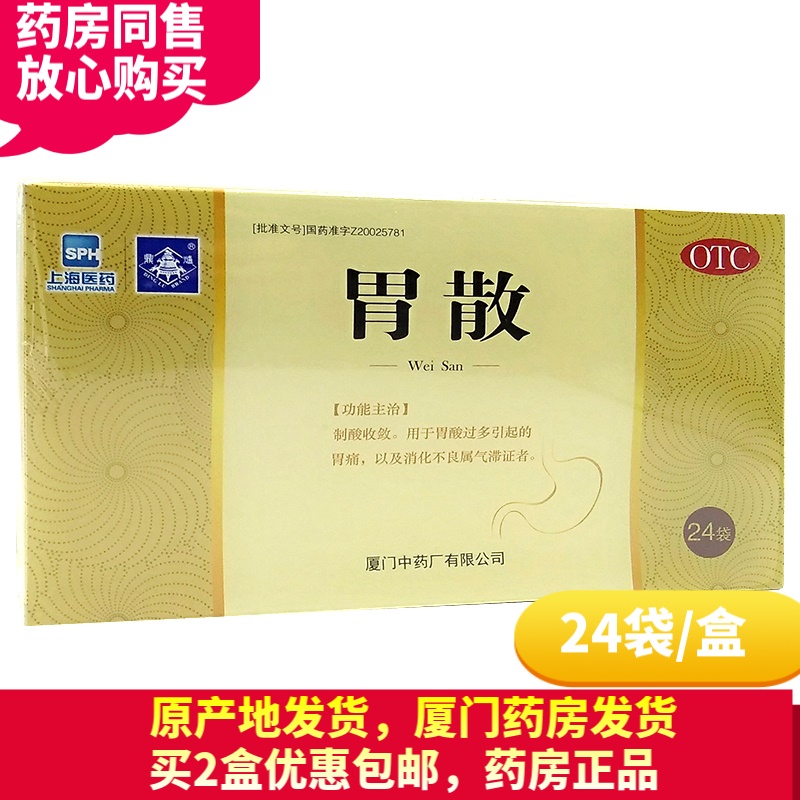 药房同售
放心购买
[批准文号]国药准字Z20025781
SPH
上海医药
SHANGHAI PHARMA
鼎炉
®
DING LU BRAND
OTC
胃散
Wei San
【功能主治】
制酸收敛。用于胃酸过多引起的
胃痛，以及消化不良属气滞证者。
24袋
厦门中药厂有限公司
24袋/盒
原产地发货，厦门药房发货
买2盒优惠包邮，药房正品